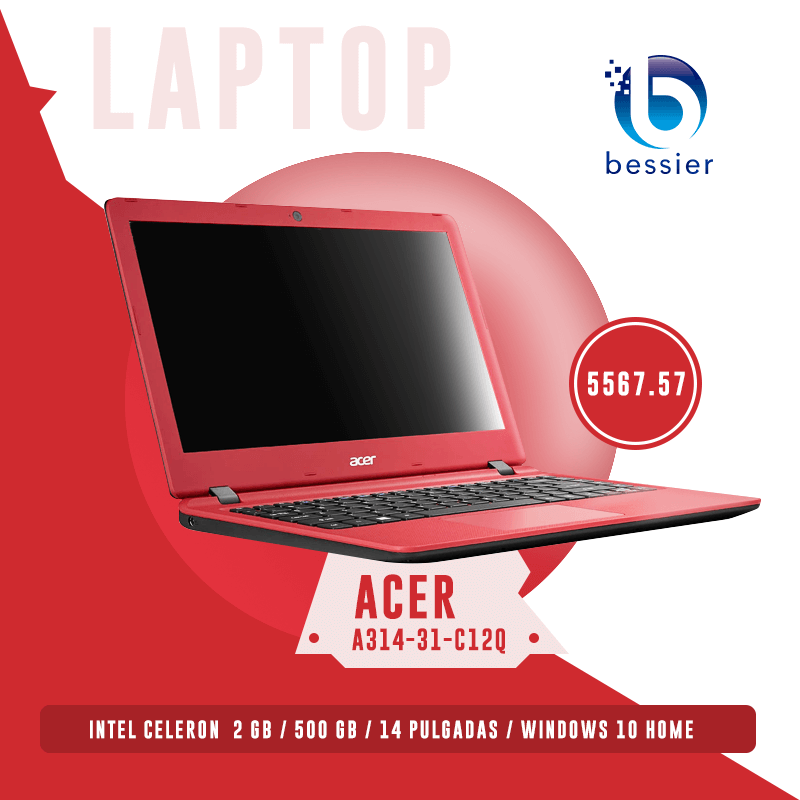 LAPTOP
bessier
5567.57
acer
ACER
A314-31-C12Q
INTEL CELERON 2 GB / 500 GB / 14 PULGADAS / WINDOWS 10 HOME